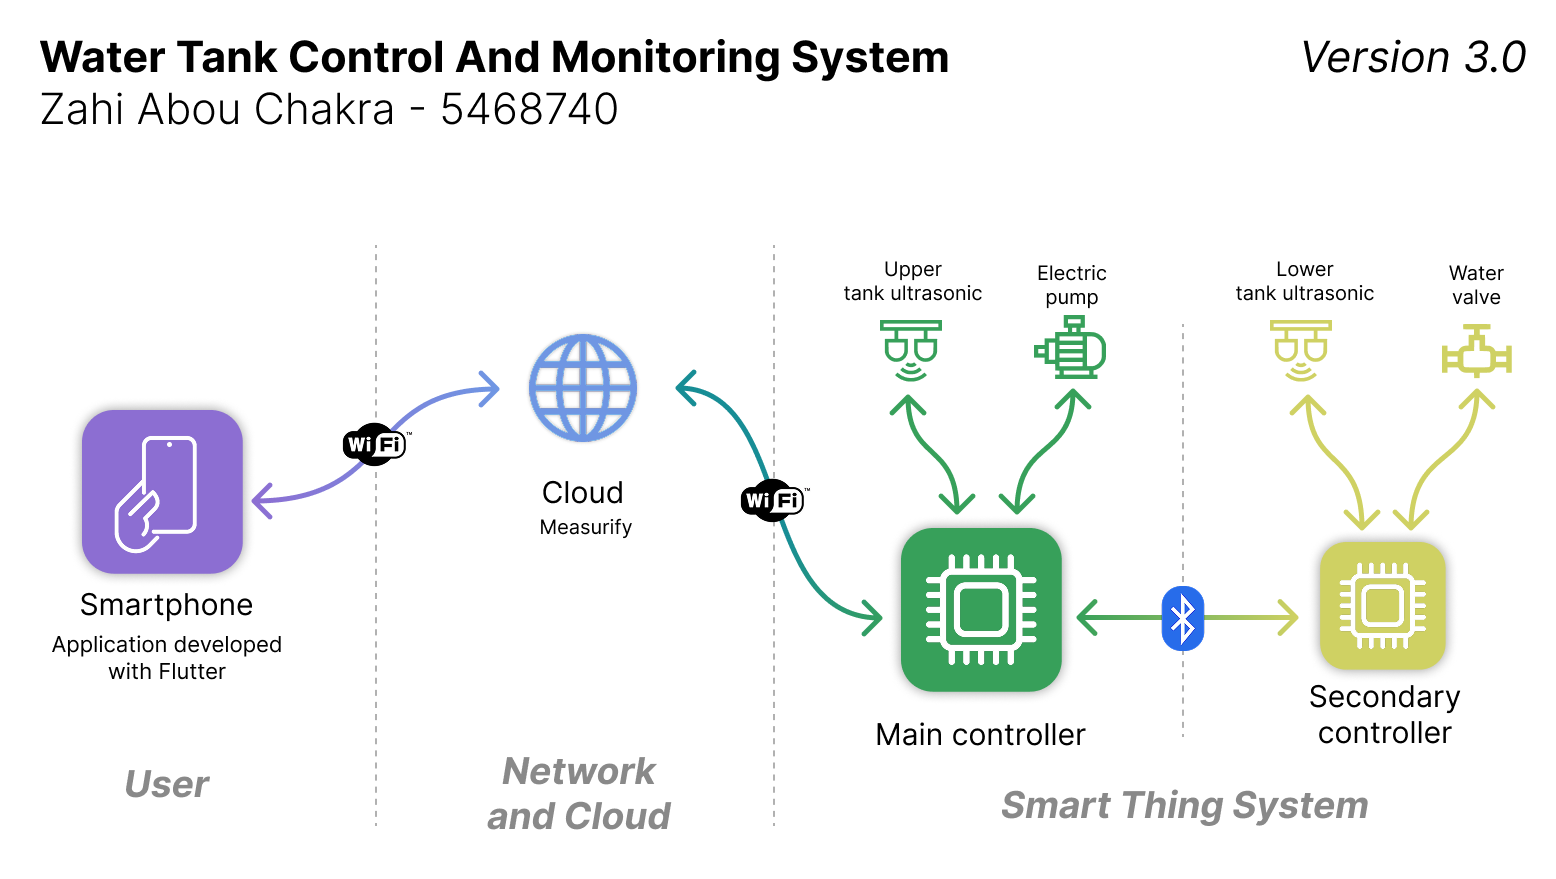 Water Tank Control And Monitoring System
Version 3.0
Zahi Abou Chakra - 5468740
Upper
tank ultrasonic
Electric
pump
Lower
tank ultrasonic
Water
valve
Wi Fi™
Cloud
Measurify
Wi Fi™
Smartphone
Application developed
with Flutter
Main controller
Secondary
controller
User
Network
and Cloud
Smart Thing System